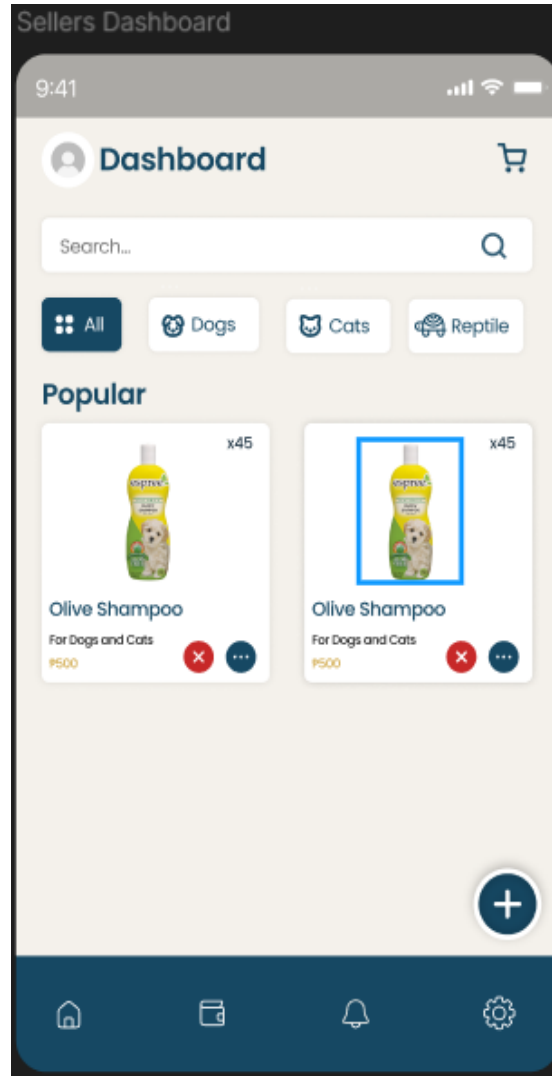 Sellers Dashboard
9:41
Dashboard
Search...
All Dogs Cats Reptile
Popular
x45 x45
Olive Shampoo Olive Shampoo
For Dogs and Cats For Dogs and Cats
₱500 ₱500